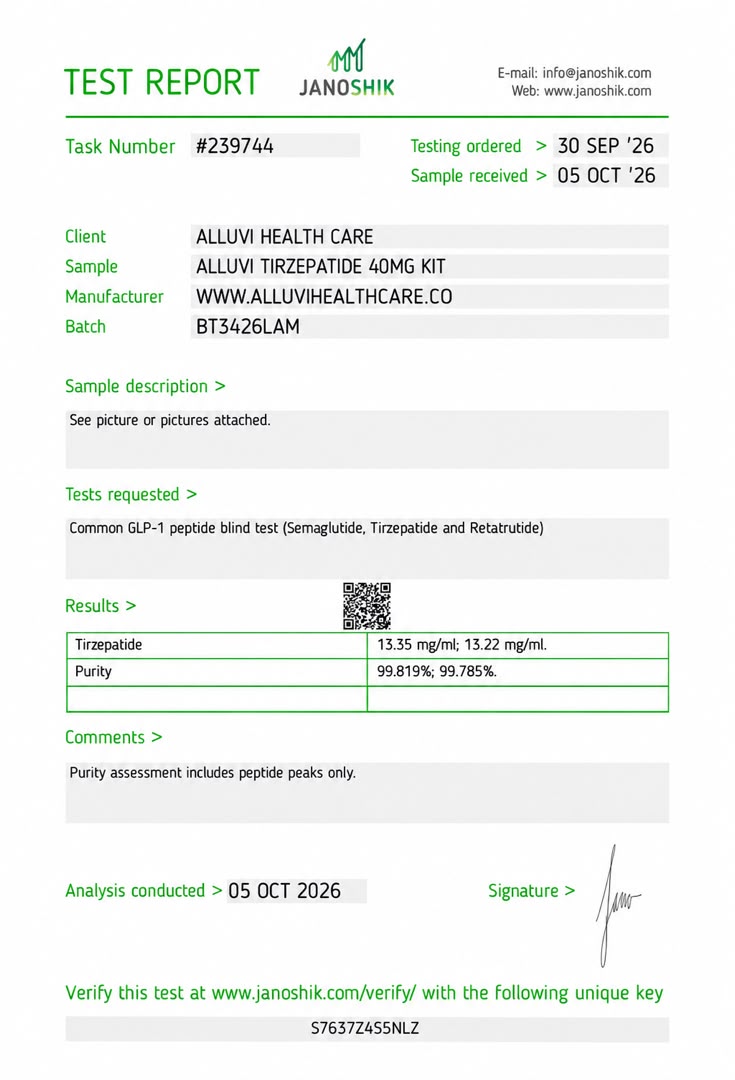 TEST REPORT
JANOSHIK
E-mail: info@janoshik.com
Web: www.janoshik.com
Task Number #239744
Testing ordered > 30 SEP '26
Sample received > 05 OCT '26
Client ALLUVI HEALTH CARE
Sample ALLUVI TIRZEPATIDE 40MG KIT
Manufacturer WWW.ALLUVIHEALTHCARE.CO
Batch BT3426LAM
Sample description >
See picture or pictures attached.
Tests requested >
Common GLP-1 peptide blind test (Semaglutide, Tirzepatide and Retatrutide)
Results >
Tirzepatide 13.35 mg/ml; 13.22 mg/ml.
Purity 99.819%; 99.785%.
Comments >
Purity assessment includes peptide peaks only.
Analysis conducted > 05 OCT 2026
Signature > Jano
Verify this test at www.janoshik.com/verify/ with the following unique key
S7637Z4S5NLZ